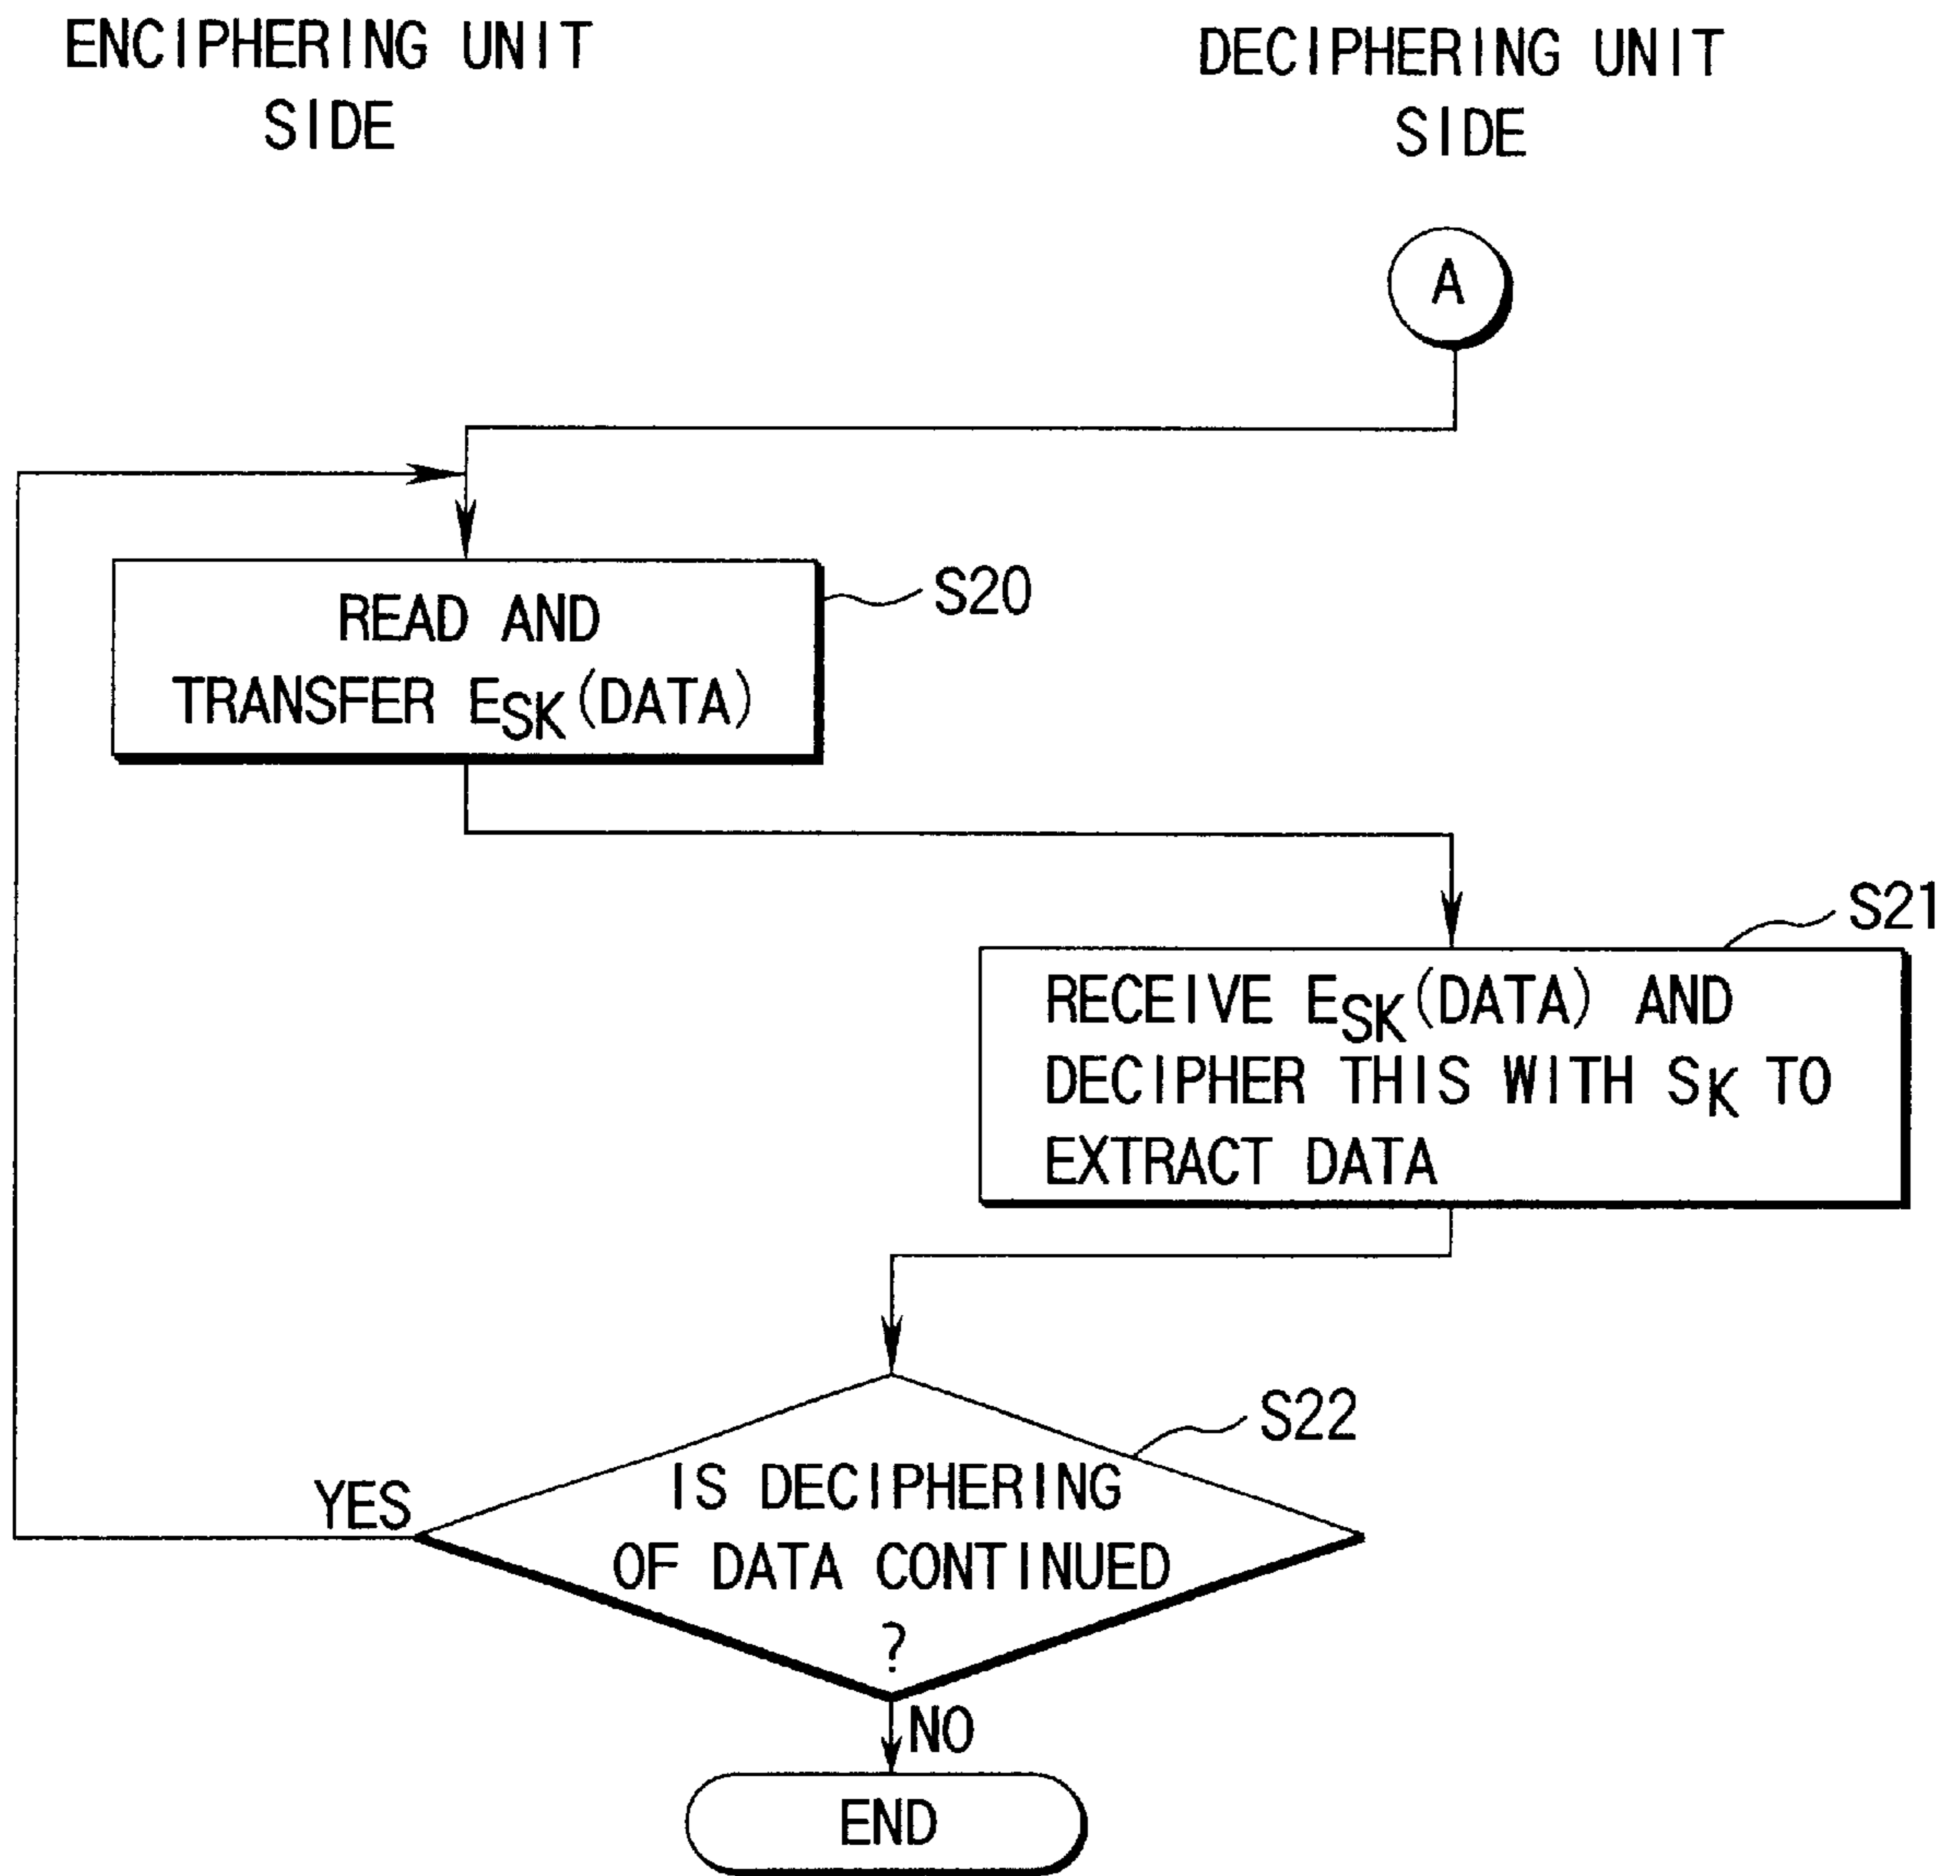 ENCIPHERING UNIT
SIDE
DECIPHERING UNIT
SIDE
A
READ AND
TRANSFER ESK(DATA)
S20
S21
RECEIVE ESK(DATA) AND
DECIPHER THIS WITH SK TO
EXTRACT DATA
S22
IS DECIPHERING
OF DATA CONTINUED
?
YES
NO
END